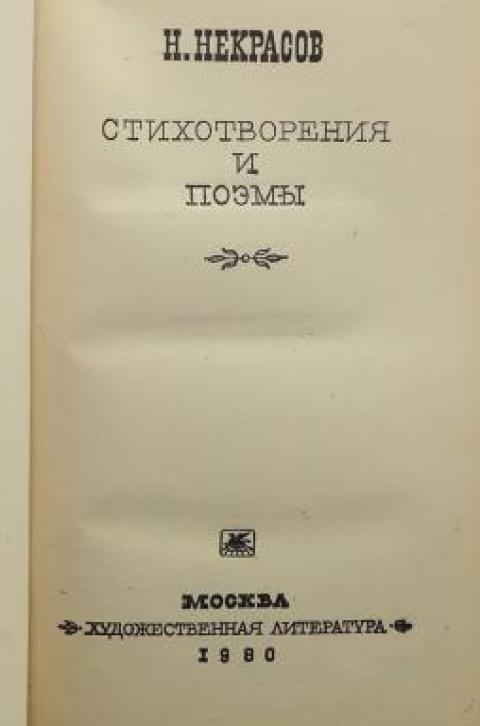 Н. НЕКРАСОВ
СТИХОТВОРЕНИЯ
И
ПОЭМЫ
МОСКВА
ХУДОЖЕСТВЕННАЯ ЛИТЕРАТУРА
1980